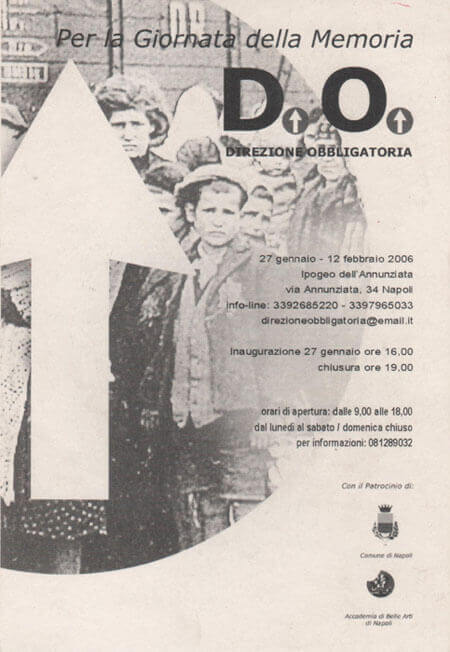 Per la Giornata della Memoria
D.O.
DIREZIONE OBBLIGATORIA
27 gennaio - 12 febbraio 2006
Ipogeo dell'Annunziata
via Annunziata, 34 Napoli
info-line: 3392685220 - 3397965033
direzioneobbligatoria@email.it
Inaugurazione 27 gennaio ore 16.00
chiusura ore 19.00
orari di apertura: dalle 9,00 alle 18,00
dal lunedì al sabato / domenica chiuso
per informazioni: 081289032
Con il Patrocinio di:
Comune di Napoli
Accademia di Belle Arti
di Napoli